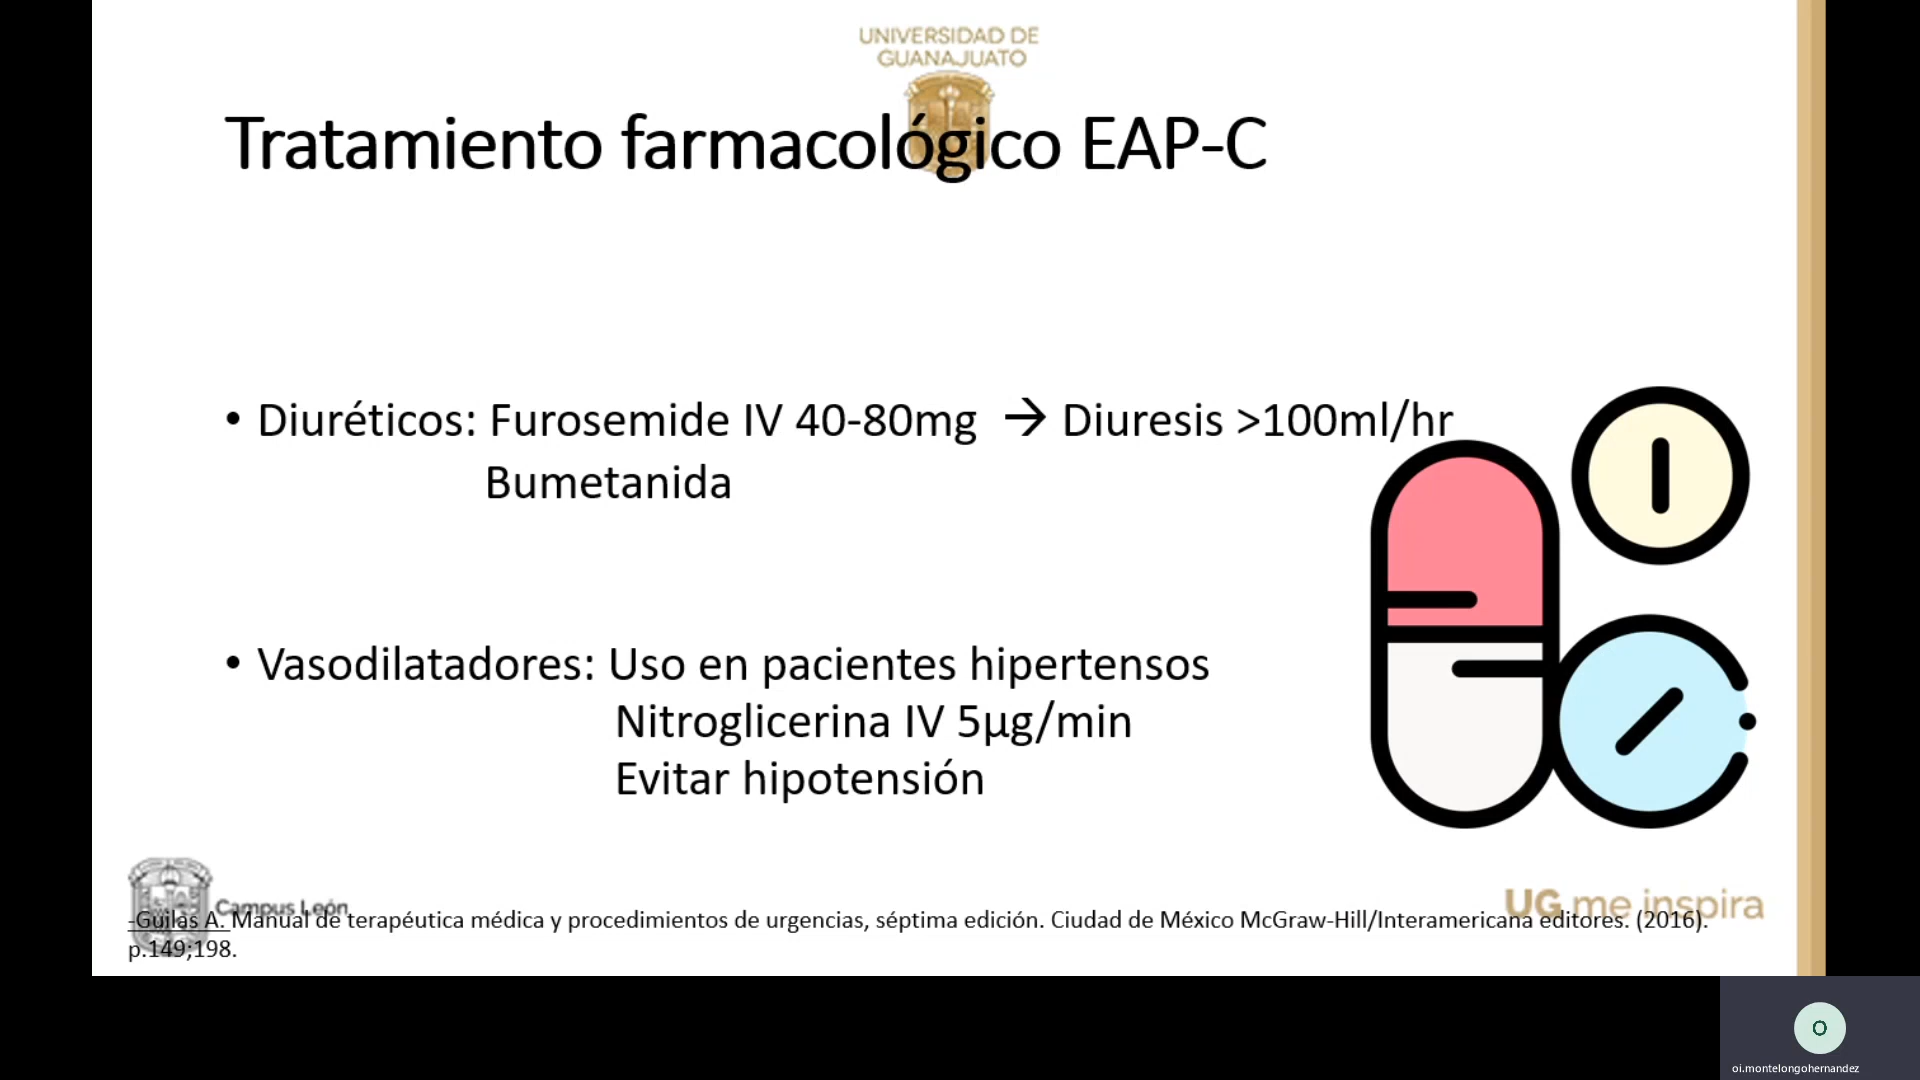 UNIVERSIDAD DE
GUANAJUATO
Tratamiento farmacológico EAP-C
• Diuréticos: Furosemide IV 40-80mg → Diuresis >100ml/hr
Bumetanida
• Vasodilatadores: Uso en pacientes hipertensos
Nitroglicerina IV 5µg/min
Evitar hipotensión
Campus León
UG me inspira
-Guilas A. Manual de terapéutica médica y procedimientos de urgencias, séptima edición. Ciudad de México McGraw-Hill/Interamericana editores. (2016).
p.149;198.
O
oi.montelongohernandez